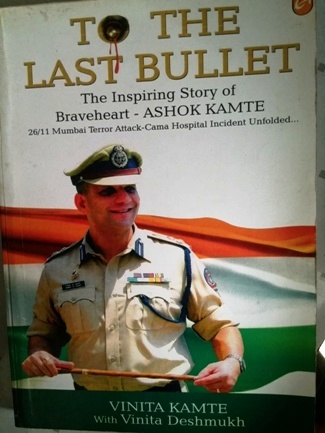 TO THE
LAST BULLET
The Inspiring Story of
Braveheart - ASHOK KAMTE
26/11 Mumbai Terror Attack-Cama Hospital Incident Unfolded...
VINITA KAMTE
With Vinita Deshmukh